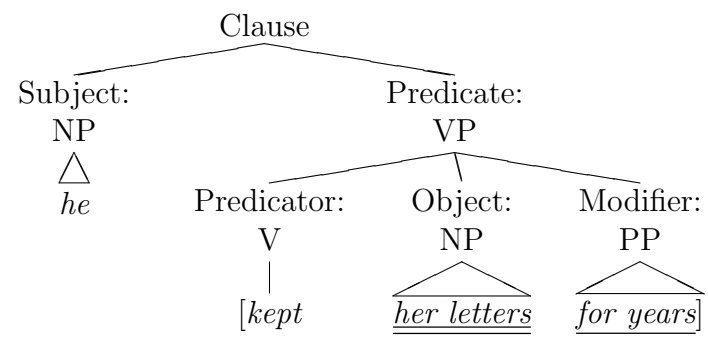 Clause
Subject: Predicate:
NP VP
he Predicator: Object: Modifier:
V NP PP
[kept her letters for years]